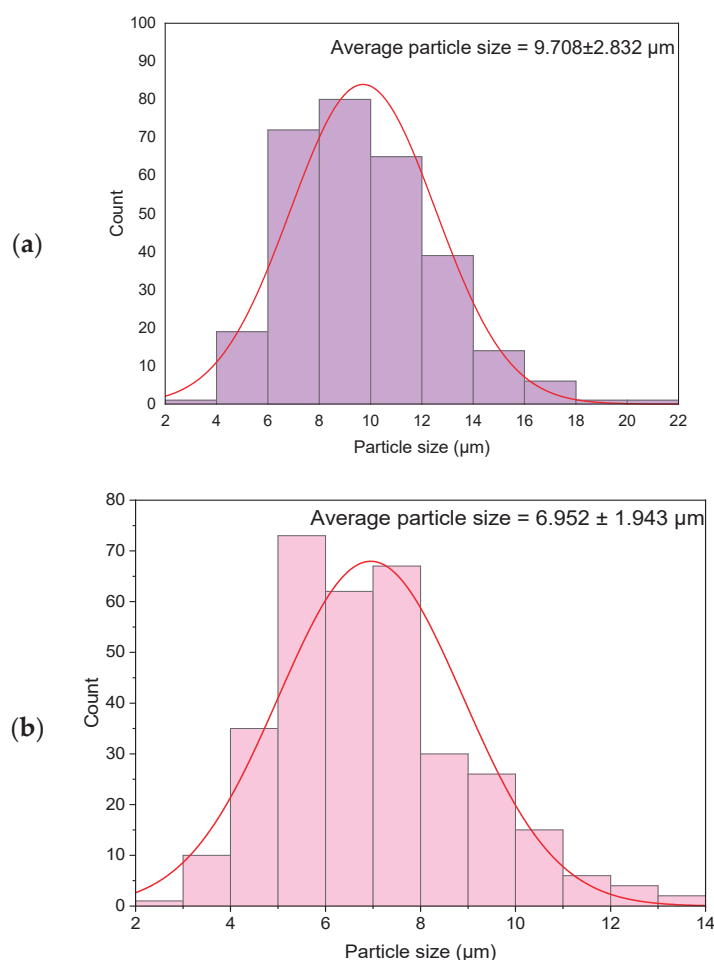 (a)
Average particle size = 9.708±2.832 µm
Count
100
90
80
70
60
50
40
30
20
10
0
2 4 6 8 10 12 14 16 18 20 22
Particle size (µm)
(b)
Average particle size = 6.952 ± 1.943 µm
Count
80
70
60
50
40
30
20
10
0
2 4 6 8 10 12 14
Particle size (µm)